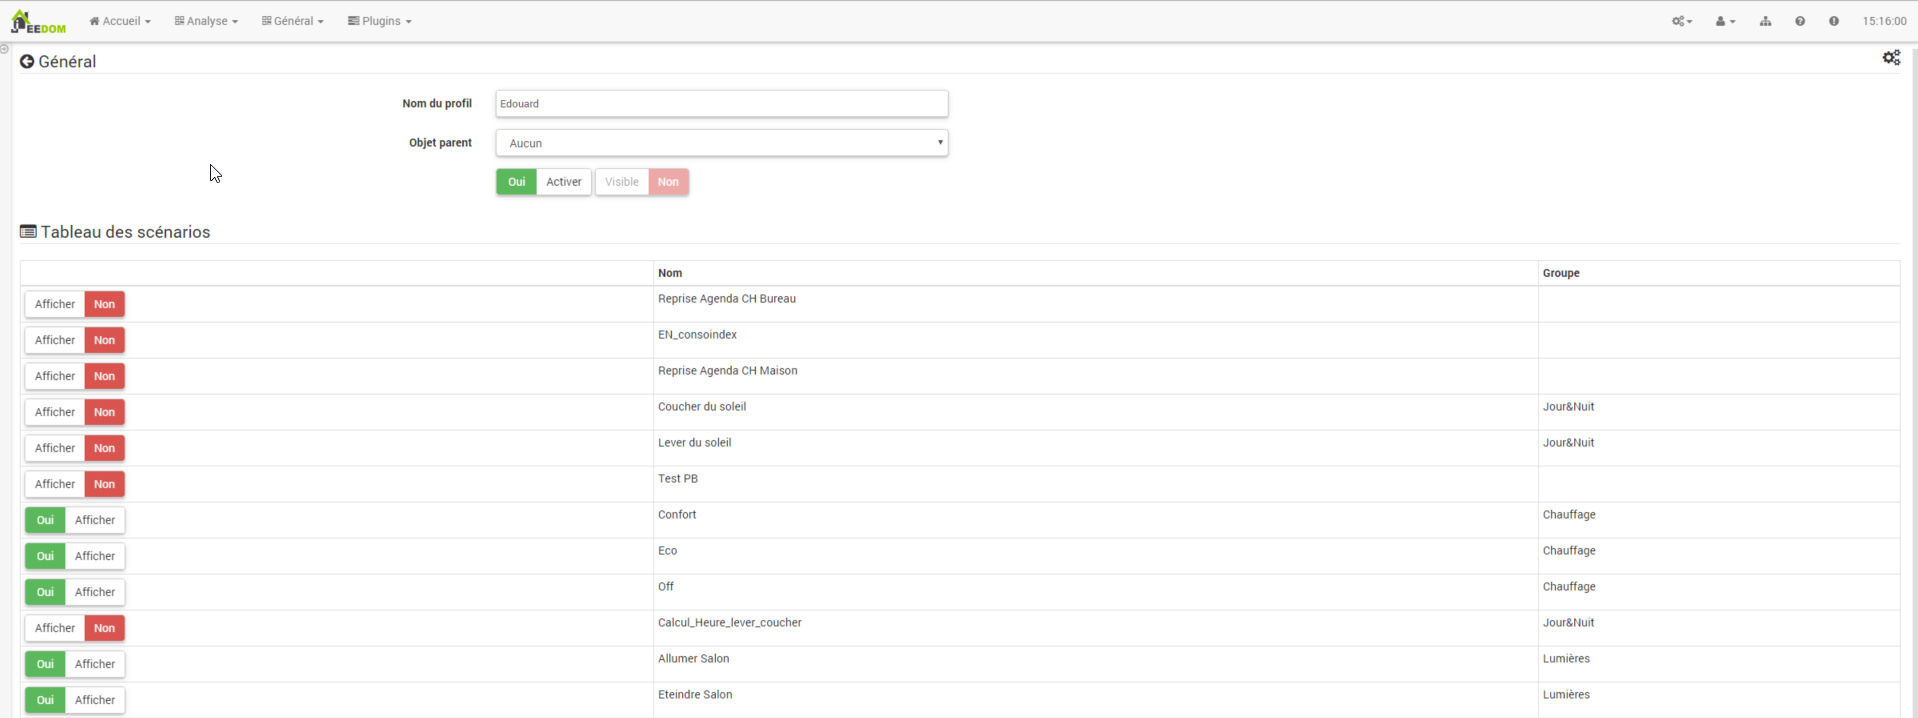 JEEDOM Accueil Analyse Général Plugins 15:16:00
Général
Nom du profil Edouard
Objet parent Aucun
Oui Activer Visible Non
Tableau des scénarios
Nom Groupe
Afficher Non Reprise Agenda CH Bureau
Afficher Non EN_consoindex
Afficher Non Reprise Agenda CH Maison
Afficher Non Coucher du soleil Jour&Nuit
Afficher Non Lever du soleil Jour&Nuit
Afficher Non Test PB
Oui Afficher Confort Chauffage
Oui Afficher Eco Chauffage
Oui Afficher Off Chauffage
Afficher Non Calcul_Heure_lever_coucher Jour&Nuit
Oui Afficher Allumer Salon Lumières
Oui Afficher Eteindre Salon Lumières